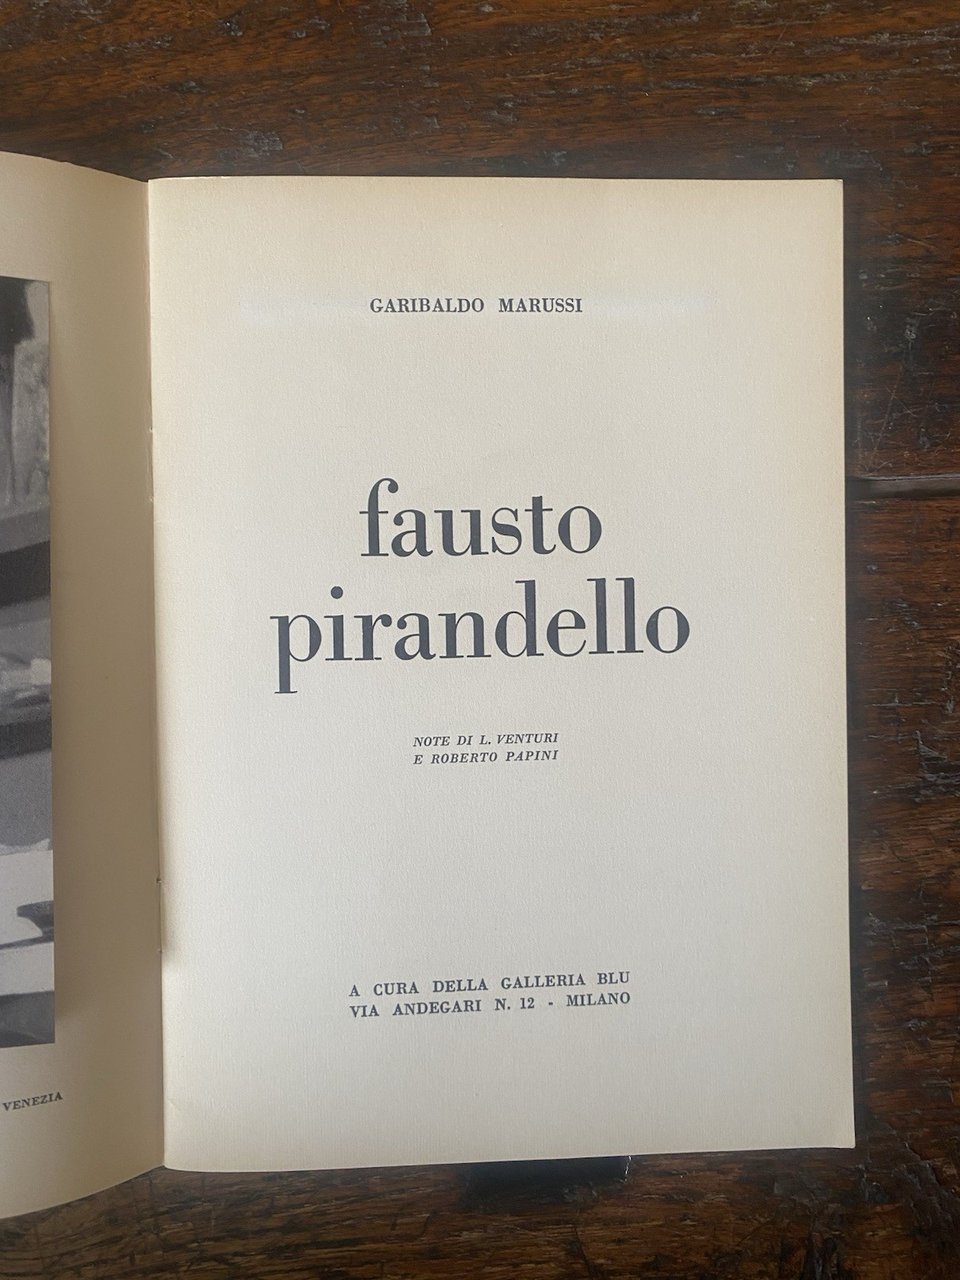 GARIBALDO MARUSSI
fausto
pirandello
NOTE DI L. VENTURI
E ROBERTO PAPINI
A CURA DELLA GALLERIA BLU
VIA ANDEGARI N. 12 - MILANO
VENEZIA